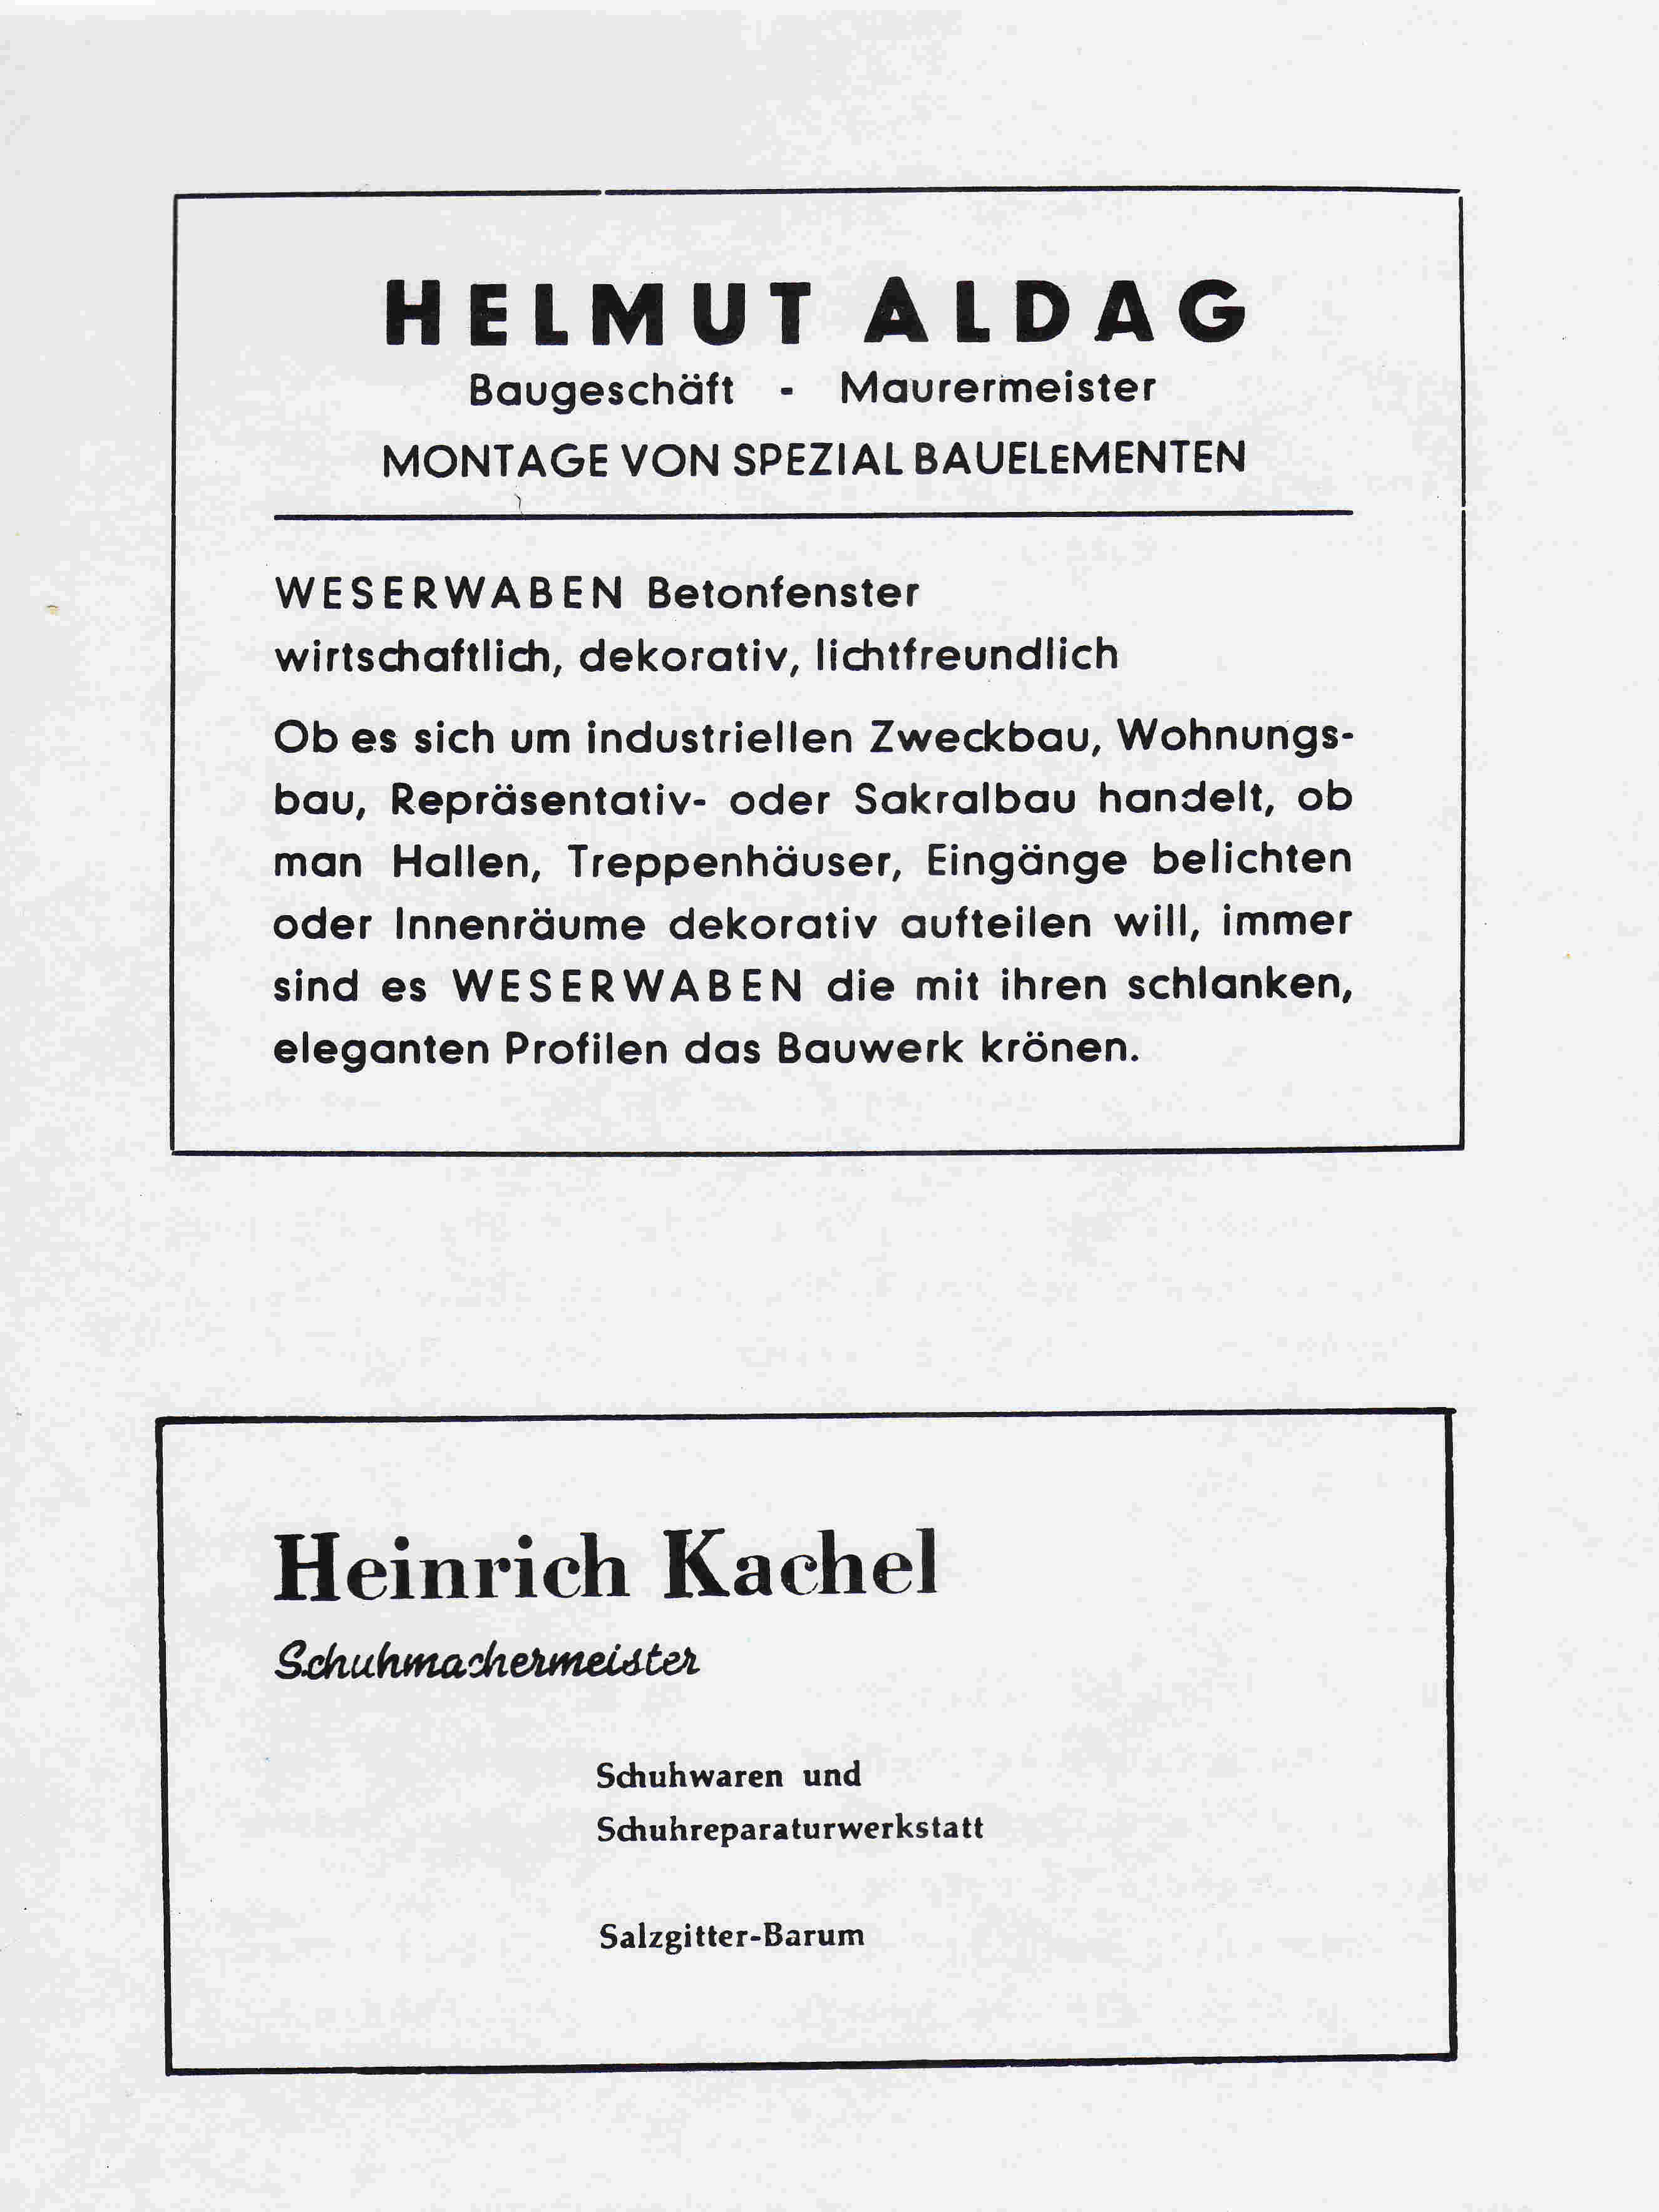 HELMUT ALDAG
Baugeschäft - Maurermeister
MONTAGE VON SPEZIAL BAUELEMENTEN
WESERWABEN Betonfenster
wirtschaftlich, dekorativ, lichtfreundlich
Ob es sich um industriellen Zweckbau, Wohnungs-
bau, Repräsentativ- oder Sakralbau handelt, ob
man Hallen, Treppenhäuser, Eingänge belichten
oder Innenräume dekorativ aufteilen will, immer
sind es WESERWABEN die mit ihren schlanken,
eleganten Profilen das Bauwerk krönen.
Heinrich Kachel
Schuhmachermeister
Schuhwaren und
Schuhreparaturwerkstatt
Salzgitter-Barum